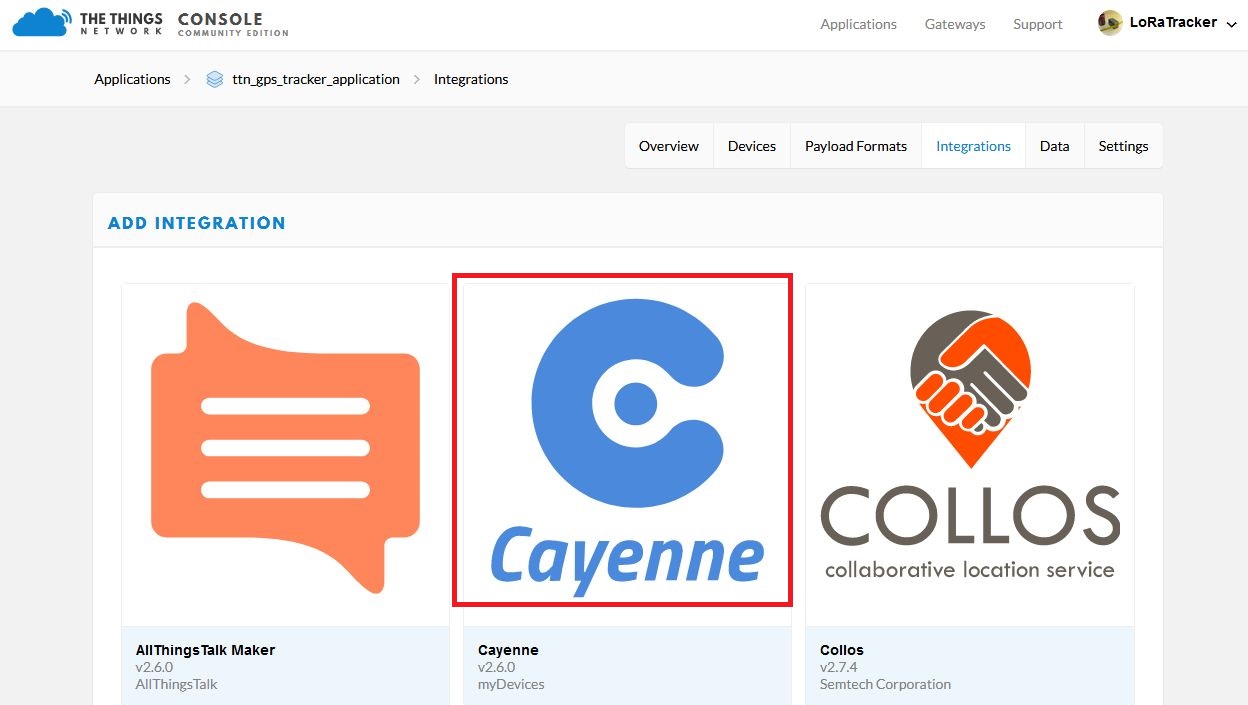 THE THINGS NETWORK
CONSOLE
COMMUNITY EDITION
Applications
Gateways
Support
LoRaTracker
Applications
ttn_gps_tracker_application
Integrations
Overview
Devices
Payload Formats
Integrations
Data
Settings
ADD INTEGRATION
Cayenne
COLLOS
collaborative location service
AllThingsTalk Maker
v2.6.0
AllThingsTalk
Cayenne
v2.6.0
myDevices
Collos
v2.7.4
Semtech Corporation